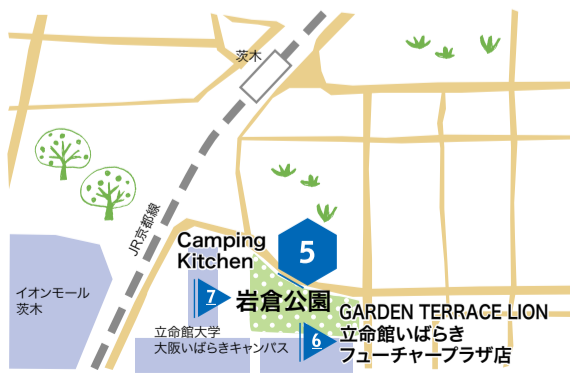 茨木
JR京都線
Camping
Kitchen
5
イオンモール
茨木
7
岩倉公園
立命館大学
大阪いばらきキャンパス
6
GARDEN TERRACE LION
立命館いばらき
フューチャープラザ店